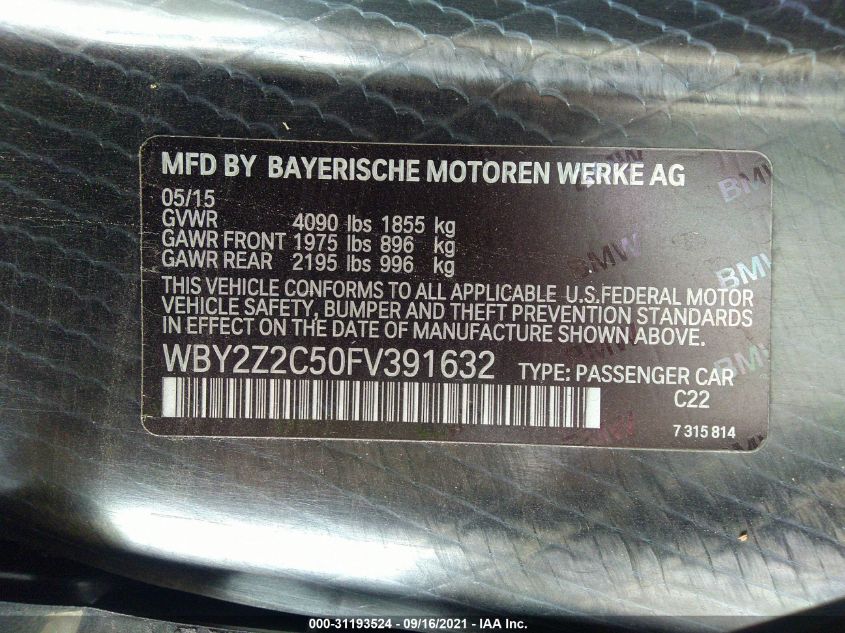 MFD BY BAYERISCHE MOTOREN WERKE AG
05/15
GVWR 4090 lbs 1855 kg
GAWR FRONT 1975 lbs 896 kg
GAWR REAR 2195 lbs 996 kg
THIS VEHICLE CONFORMS TO ALL APPLICABLE U.S.FEDERAL MOTOR
VEHICLE SAFETY, BUMPER AND THEFT PREVENTION STANDARDS
IN EFFECT ON THE DATE OF MANUFACTURE SHOWN ABOVE.
WBY2Z2C50FV391632 TYPE: PASSENGER CAR
C22
7 315 814
BMW
BMW
BMW
BMW
BMW
BMW
000-31193524 - 09/16/2021 - IAA Inc.